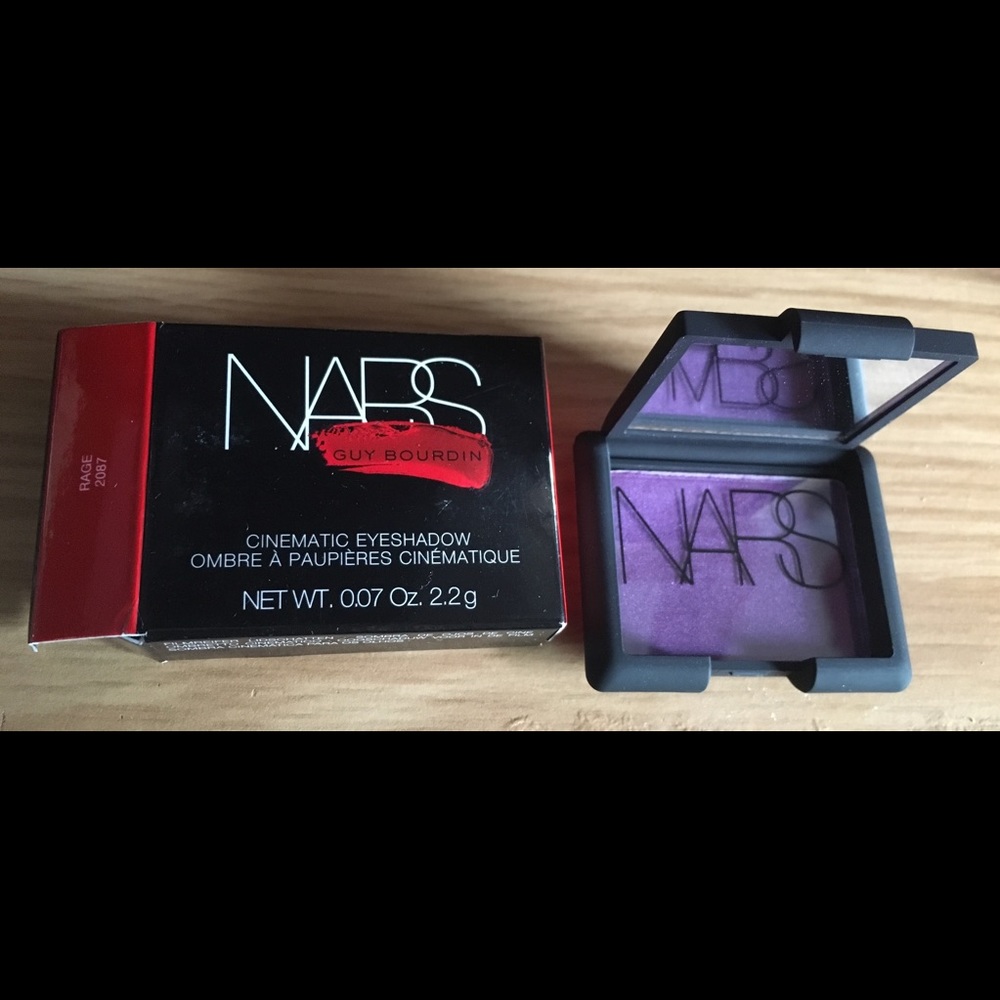 RAGE
2087
NARS
GUY BOURDIN
CINEMATIC EYESHADOW
OMBRE À PAUPIÈRES CINÉMATIQUE
NET WT. 0.07 Oz. 2.2 g
NARS